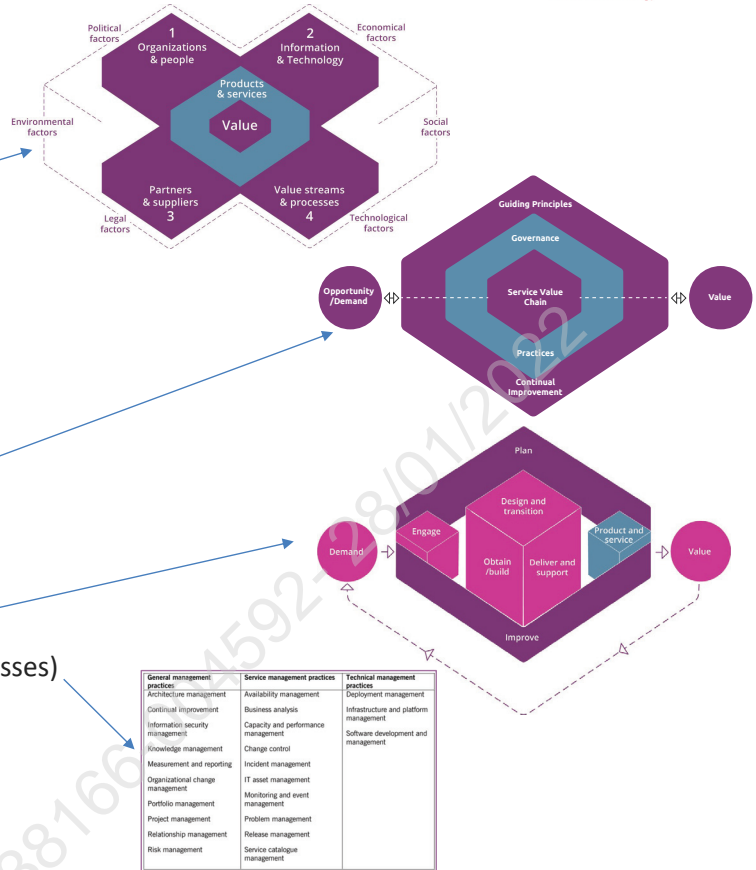 Political
factors
Economical
factors
1
Organizations
& people
2
Information
& Technology
Products
& services
Value
Environmental
factors
Social
factors
Partners
& suppliers
3
Value streams
& processes
4
Legal
factors
Technological
factors
Guiding Principles
Governance
Opportunity
/Demand
Service Value
Chain
Value
Practices
Continual
Improvement
Plan
Design and
transition
Engage
Product and
service
Demand
Obtain
/build
Deliver and
support
Value
Improve
sses)
General management
practices
Architecture management
Continual improvement
Information security
management
Knowledge management
Measurement and reporting
Organizational change
management
Portfolio management
Project management
Relationship management
Risk management
Service management practices
Availability management
Business analysis
Capacity and performance
management
Change control
Incident management
IT asset management
Monitoring and event
management
Problem management
Release management
Service catalogue
management
Technical management
practices
Deployment management
Infrastructure and platform
management
Software development and
management
38166-004592- 28/01/2022